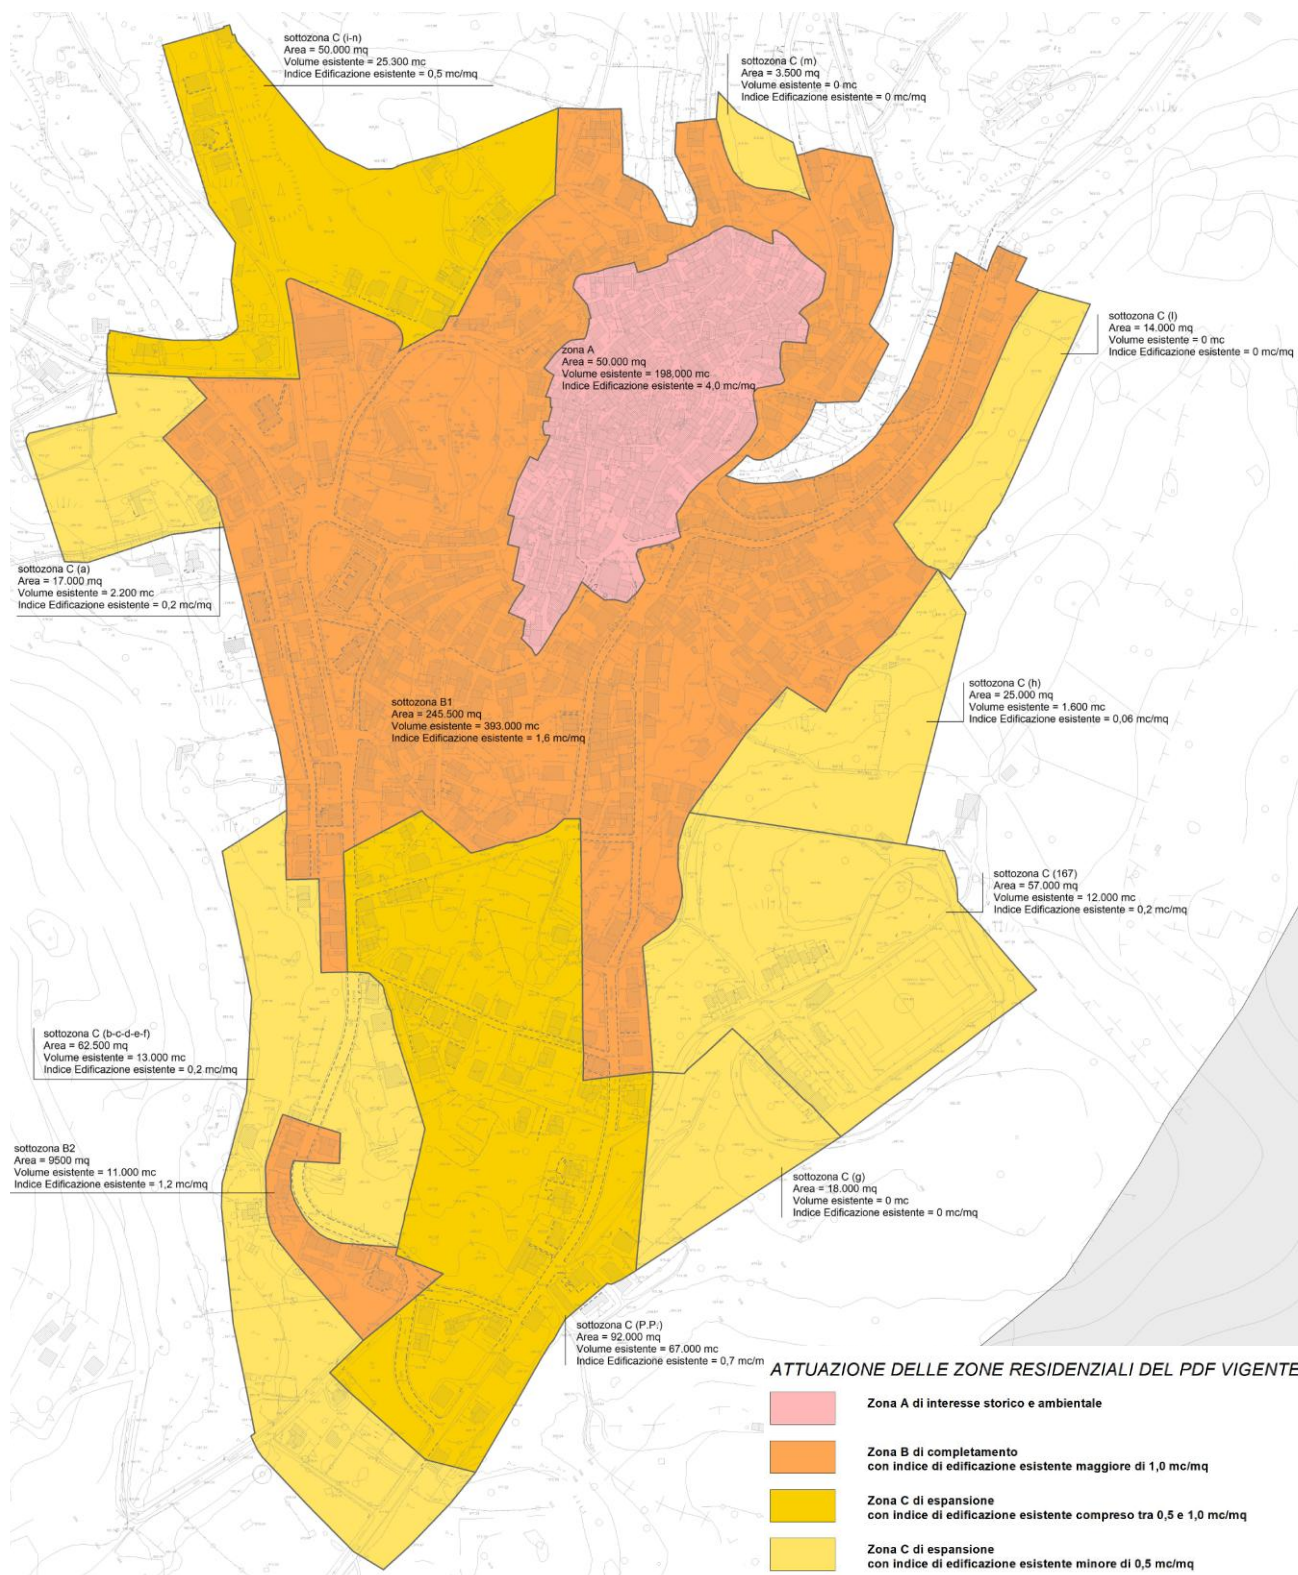 sottozona C (i-n)
Area = 50.000 mq
Volume esistente = 25.300 mc
Indice Edificazione esistente = 0,5 mc/mq
sottozona C (m)
Area = 3.500 mq
Volume esistente = 0 mc
Indice Edificazione esistente = 0 mc/mq
sottozona C (l)
Area = 14.000 mq
Volume esistente = 0 mc
Indice Edificazione esistente = 0 mc/mq
zona A
Area = 50.000 mq
Volume esistente = 198.000 mc
Indice Edificazione esistente = 4,0 mc/mq
sottozona C (a)
Area = 17.000 mq
Volume esistente = 2.200 mc
Indice Edificazione esistente = 0,2 mc/mq
sottozona C (h)
Area = 25.000 mq
Volume esistente = 1.600 mc
Indice Edificazione esistente = 0,06 mc/mq
sottozona B1
Area = 245.500 mq
Volume esistente = 393.000 mc
Indice Edificazione esistente = 1,6 mc/mq
sottozona C (167)
Area = 57.000 mq
Volume esistente = 12.000 mc
Indice Edificazione esistente = 0,2 mc/mq
sottozona C (b-c-d-e-f)
Area = 62.500 mq
Volume esistente = 13.000 mc
Indice Edificazione esistente = 0,2 mc/mq
sottozona B2
Area = 9500 mq
Volume esistente = 11.000 mc
Indice Edificazione esistente = 1,2 mc/mq
sottozona C (g)
Area = 18.000 mq
Volume esistente = 0 mc
Indice Edificazione esistente = 0 mc/mq
sottozona C (P.P.)
Area = 92.000 mq
Volume esistente = 67.000 mc
Indice Edificazione esistente = 0,7 mc/m
ATTUAZIONE DELLE ZONE RESIDENZIALI DEL PDF VIGENTE
Zona A di interesse storico e ambientale
Zona B di completamento
con indice di edificazione esistente maggiore di 1,0 mc/mq
Zona C di espansione
con indice di edificazione esistente compreso tra 0,5 e 1,0 mc/mq
Zona C di espansione
con indice di edificazione esistente minore di 0,5 mc/mq